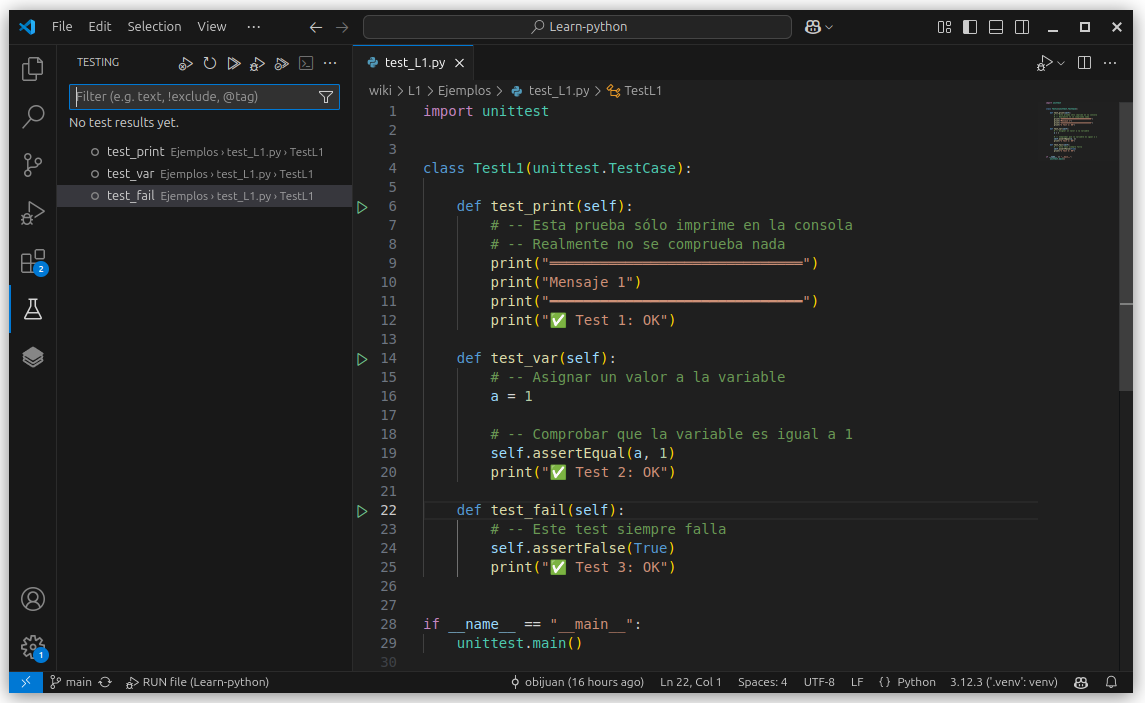 File Edit Selection View ··· Learn-python
TESTING
Filter (e.g. text, !exclude, @tag)
No test results yet.
test_print Ejemplos › test_L1.py › TestL1
test_var Ejemplos › test_L1.py › TestL1
test_fail Ejemplos › test_L1.py › TestL1
2
1
test_L1.py
wiki > L1 > Ejemplos > test_L1.py > TestL1
1 import unittest
2
3
4 class TestL1(unittest.TestCase):
5
6 def test_print(self):
7 # -- Esta prueba sólo imprime en la consola
8 # -- Realmente no se comprueba nada
9 print("══════════════════════════════")
10 print("Mensaje 1")
11 print("━━━━━━━━━━━━━━━━━━━━━━━━━━━━━━")
12 print("✅ Test 1: OK")
13
14 def test_var(self):
15 # -- Asignar un valor a la variable
16 a = 1
17
18 # -- Comprobar que la variable es igual a 1
19 self.assertEqual(a, 1)
20 print("✅ Test 2: OK")
21
22 def test_fail(self):
23 # -- Este test siempre falla
24 self.assertFalse(True)
25 print("✅ Test 3: OK")
26
27
28 if __name__ == "__main__":
29 unittest.main()
30
main RUN file (Learn-python) obijuan (16 hours ago) Ln 22, Col 1 Spaces: 4 UTF-8 LF {} Python 3.12.3 ('.venv': venv)